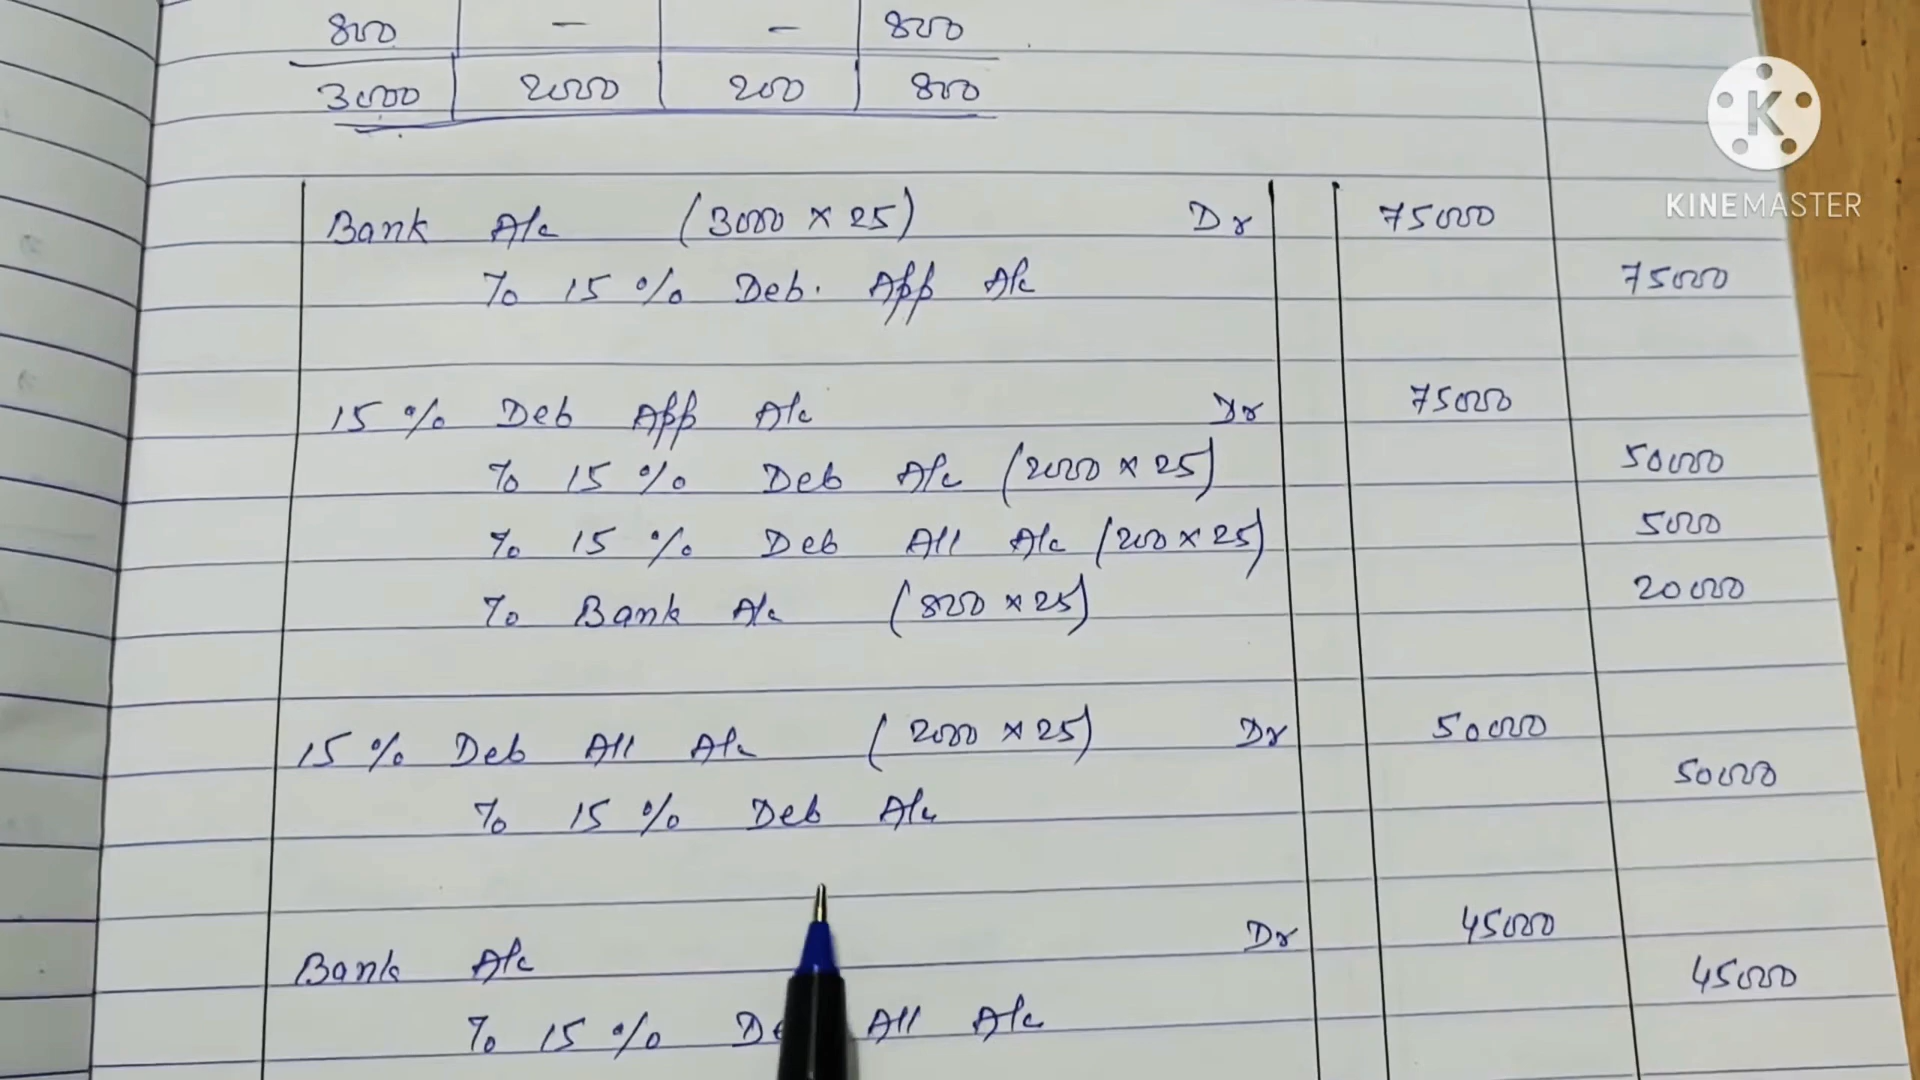 800 — — 800
3000 2000 200 800
Bank A/c (3000 × 25) Dr 75000
To 15% Deb. App A/c 75000
15% Deb App A/c Dr 75000
To 15% Deb A/c (2000 × 25) 50000
To 15% Deb All A/c (200 × 25) 5000
To Bank A/c (800 × 25) 20000
15% Deb All A/c (2000 × 25) Dr 50000
To 15% Deb A/c 50000
Bank A/c Dr 45000
To 15% De All A/c 45000
K
KINEMASTER